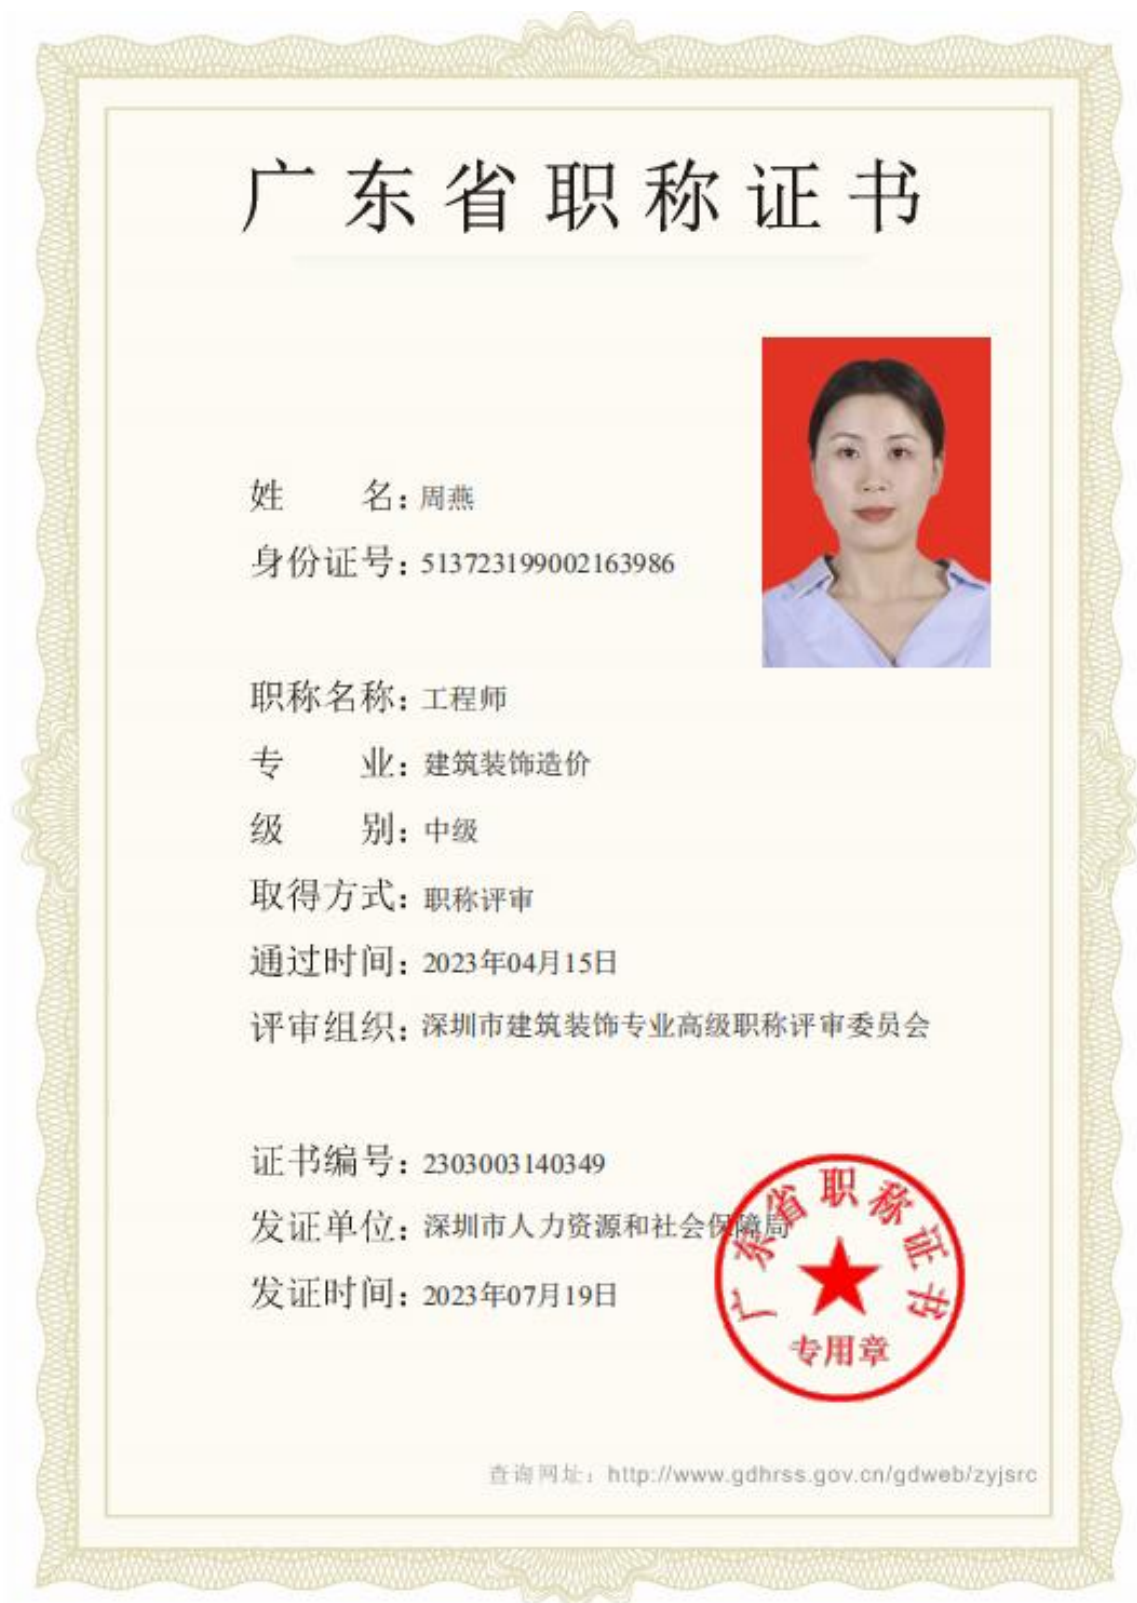 广东省职称证书
姓 名：周燕
身份证号：513723199002163986
职称名称：工程师
专 业：建筑装饰造价
级 别：中级
取得方式：职称评审
通过时间：2023年04月15日
评审组织：深圳市建筑装饰专业高级职称评审委员会
证书编号：2303003140349
发证单位：深圳市人力资源和社会保障局
发证时间：2023年07月19日
广东省职称证书
专用章
查询网址：http://www.gdhrss.gov.cn/gdweb/zyjsrc